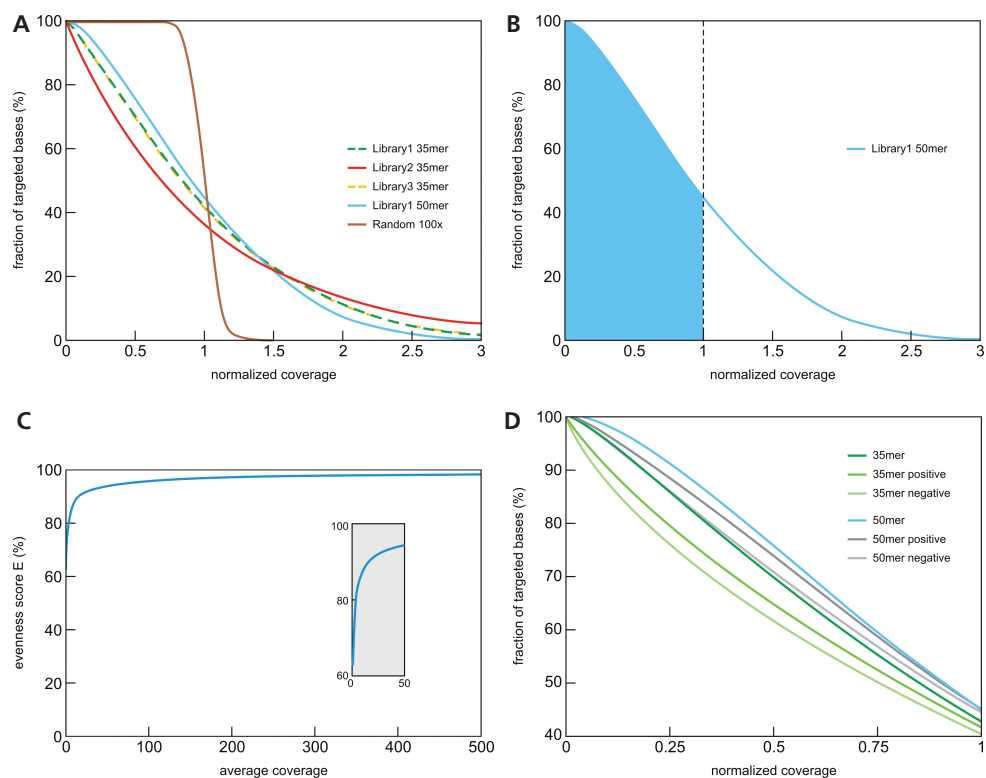 A
fraction of targeted bases (%)
100
80
60
40
20
0
0 0.5 1 1.5 2 2.5 3
normalized coverage
Library1 35mer
Library2 35mer
Library3 35mer
Library1 50mer
Random 100x
B
fraction of targeted bases (%)
100
80
60
40
20
0
0 0.5 1 1.5 2 2.5 3
normalized coverage
Library1 50mer
C
evenness score E (%)
100
80
60
40
20
0
0 100 200 300 400 500
average coverage
100
80
60
0 50
D
fraction of targeted bases (%)
100
90
80
70
60
50
40
0 0.25 0.5 0.75 1
normalized coverage
35mer
35mer positive
35mer negative
50mer
50mer positive
50mer negative